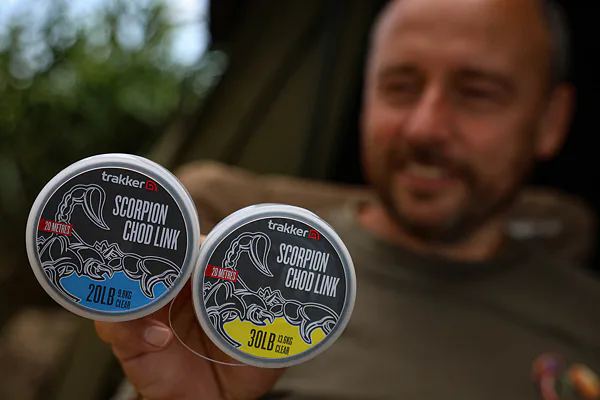 trakker
SCORPION
CHOD LINK
20 METRES
20LB 9.0KG
CLEAR
trakker
SCORPION
CHOD LINK
20 METRES
30LB 13.6KG
CLEAR